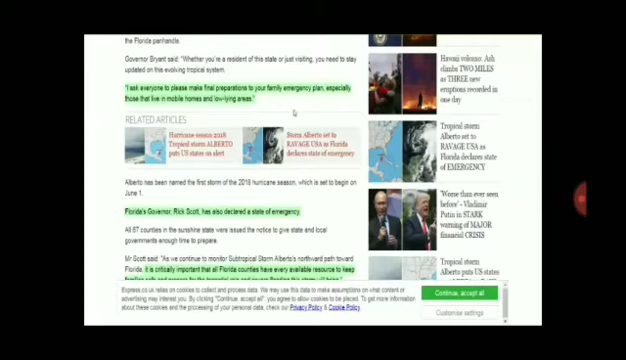 the Florida panhandle.
Governor Bryant said: "Whether you're a resident of this state or just visiting, you need to stay
updated on this evolving tropical system.
"I ask everyone to please make final preparations to your family emergency plan, especially
those that live in mobile homes and low-lying areas."
RELATED ARTICLES
Hurricane season 2018
Tropical storm ALBERTO
puts US states on alert
Storm Alberto set to
RAVAGE USA as Florida
declares state of emergency
Alberto has been named the first storm of the 2018 hurricane season, which is set to begin on
June 1.
Florida's Governor, Rick Scott, has also declared a state of emergency.
All 67 counties in the sunshine state were issued the notice to give state and local
governments enough time to prepare.
Mr Scott said: "As we continue to monitor Subtropical Storm Alberto's northward path toward
Florida, it is critically important that all Florida counties have every available resource to keep
Hawaii volcano: Ash
climbs TWO MILES
as THREE new
eruptions recorded in
one day
Tropical storm
Alberto set to
RAVAGE USA as
Florida declares state
of EMERGENCY
'Worse than ever seen
before' - Vladimir
Putin in STARK
warning of MAJOR
financial CRISIS
Tropical storm
Alberto puts US states
Express.co.uk relies on cookies to collect and process data. We may use this data to make assumptions on what content or
advertising may interest you. By clicking "Continue, accept all", you agree to allow cookies to be placed. To get more information
about these cookies and the processing of your personal data, check our Privacy Policy & Cookie Policy.
Continue, accept all
Customise settings